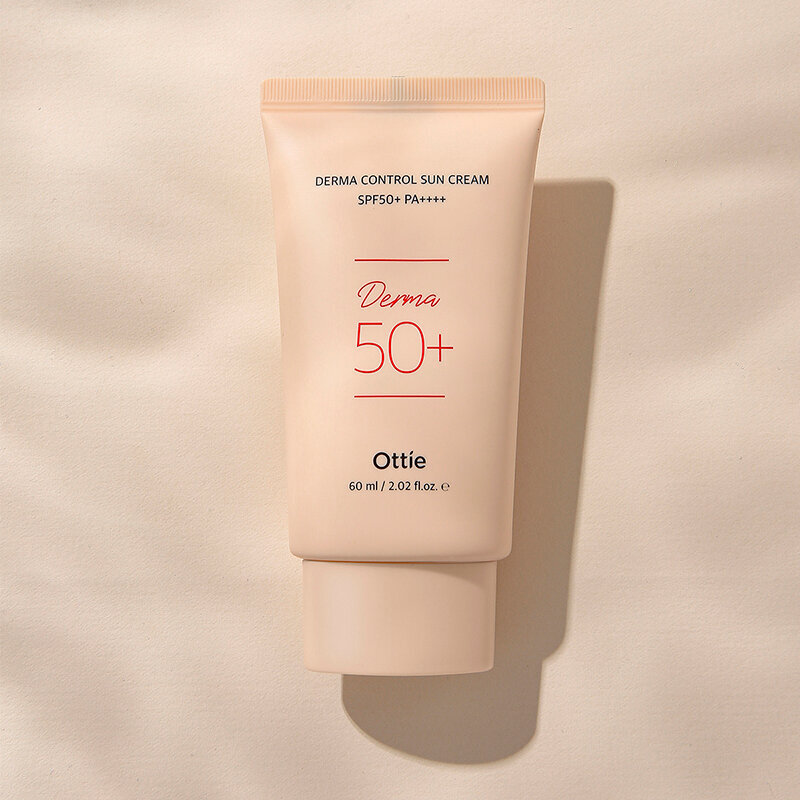 DERMA CONTROL SUN CREAM
SPF50+ PA++++
Derma
50+
Ottie
60 ml / 2.02 fl.oz. ℮